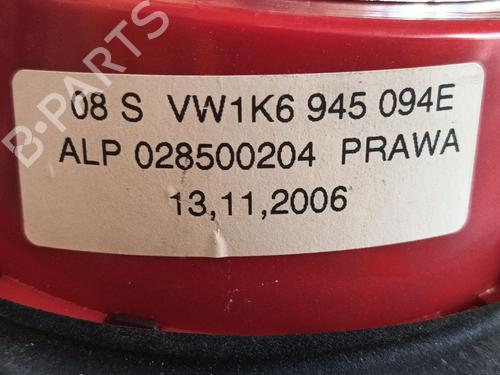 B-PARTS
08 S VW1K6 945 094E
ALP 028500204 PRAWA
13,11,2006